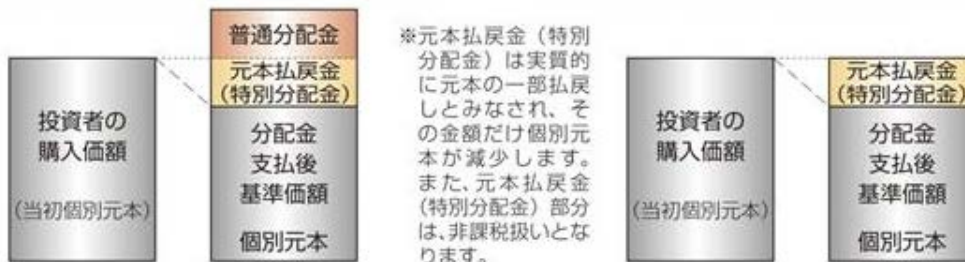 投資者の
購入価額
(当初個別元本)
普通分配金
元本払戻金
(特別分配金)
分配金
支払後
基準価額
個別元本
※元本払戻金(特別
分配金)は実質的
に元本の一部払戻
しとみなされ、そ
の金額だけ個別元
本が減少します。
また、元本払戻金
(特別分配金)部分
は、非課税扱いとな
ります。
投資者の
購入価額
(当初個別元本)
元本払戻金
(特別分配金)
分配金
支払後
基準価額
個別元本